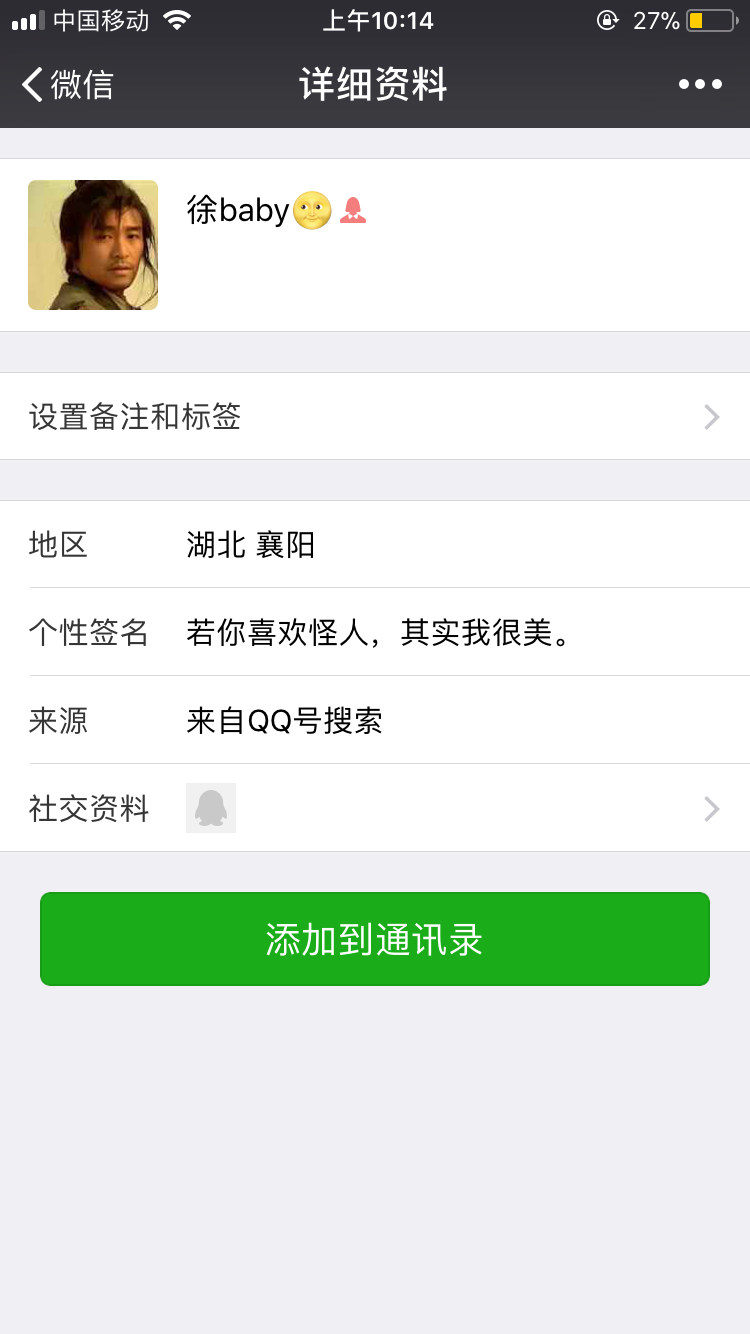 中国移动 上午10:14 27%
微信 详细资料
徐baby🌝
设置备注和标签
地区 湖北 襄阳
个性签名 若你喜欢怪人，其实我很美。
来源 来自QQ号搜索
社交资料
添加到通讯录